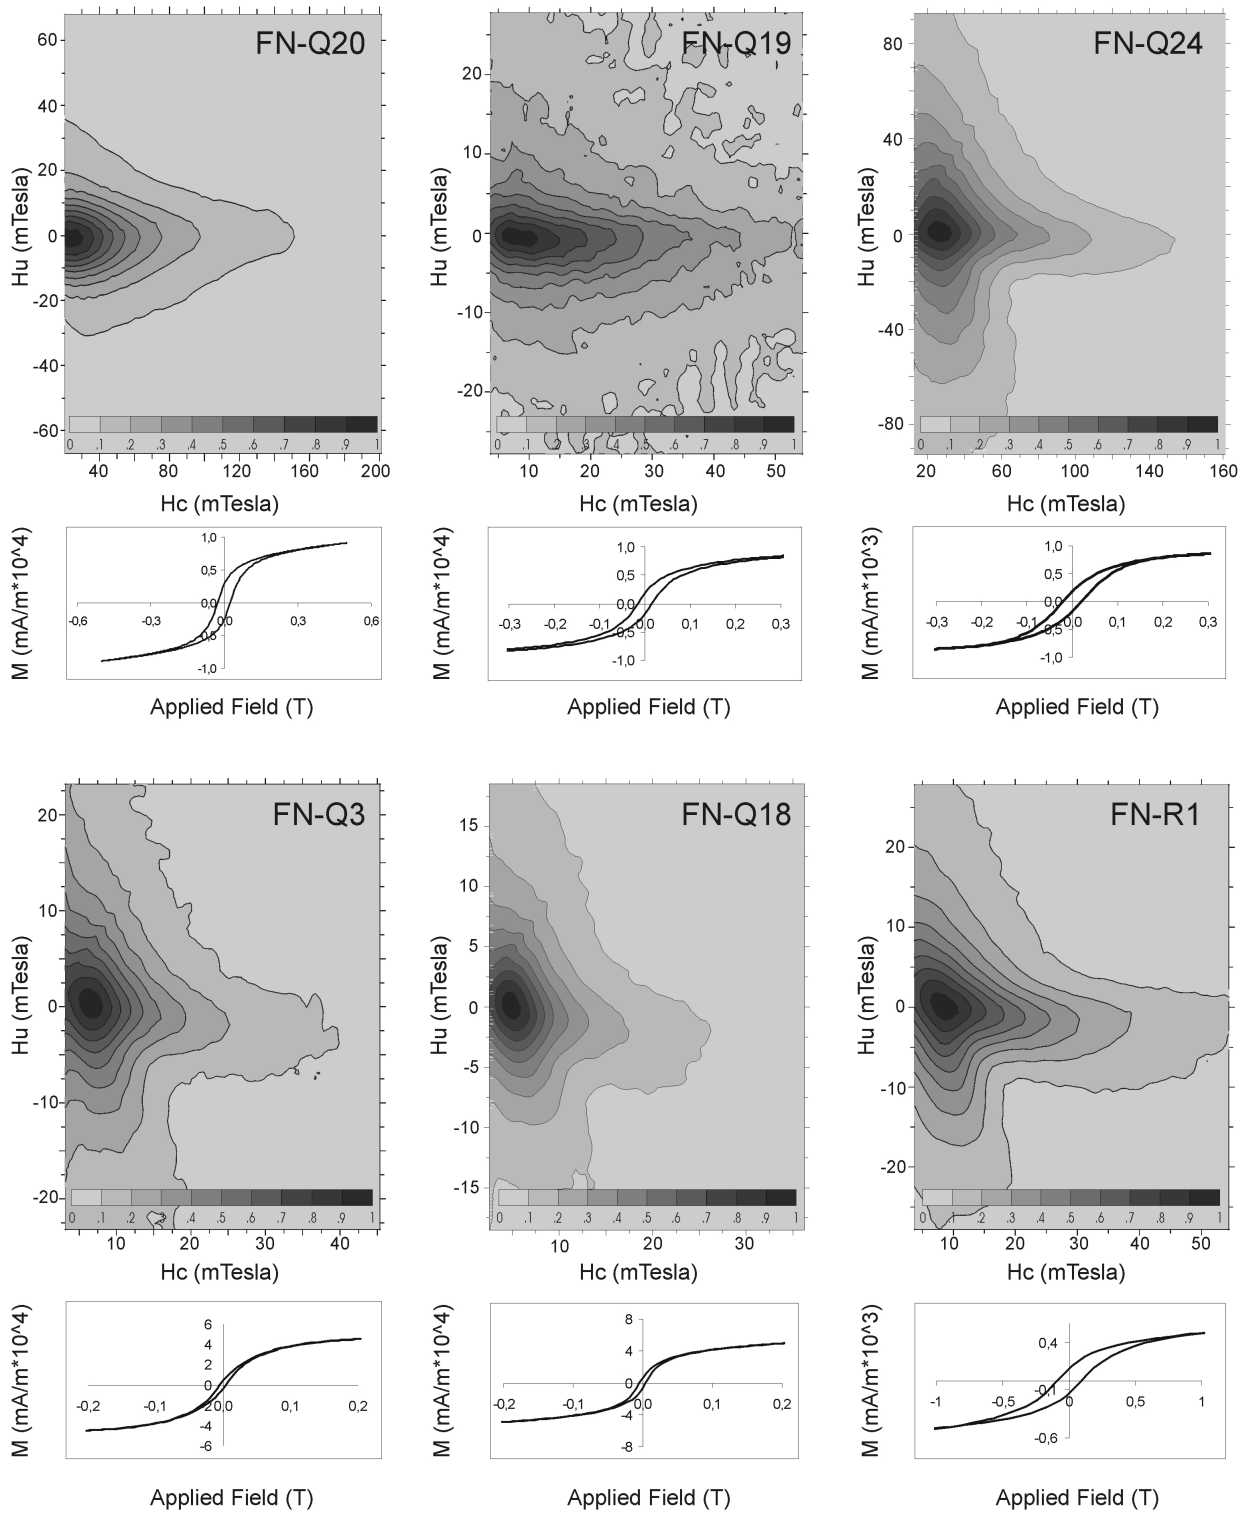 FN-Q20
60
40
20
0
-20
-40
-60
Hu (mTesla)
0 .1 .2 .3 .4 .5 .6 .7 .8 .9 1
40 80 120 160 200
Hc (mTesla)
FN-Q19
20
10
0
-10
-20
Hu (mTesla)
0 .1 .2 .3 .4 .5 .6 .7 .8 .9 1
10 20 30 40 50
Hc (mTesla)
FN-Q24
80
40
0
-40
-80
Hu (mTesla)
0 .1 .2 .3 .4 .5 .6 .7 .8 .9 1
20 60 100 140 160
Hc (mTesla)
M (mA/m*10^4)
1,0
0,5
0,0
-0,5
-1,0
-0,6 -0,3 0,0 0,3 0,6
Applied Field (T)
M (mA/m*10^4)
1,0
0,5
0,0
-0,5
-1,0
-0,3 -0,2 -0,1 0,0 0,1 0,2 0,3
Applied Field (T)
M (mA/m*10^3)
1,0
0,5
0,0
-0,5
-1,0
-0,3 -0,2 -0,1 0,0 0,1 0,2 0,3
Applied Field (T)
FN-Q3
20
10
0
-10
-20
Hu (mTesla)
0 .1 .2 .3 .4 .5 .6 .7 .8 .9 1
10 20 30 40
Hc (mTesla)
FN-Q18
15
10
5
0
-5
-10
-15
Hu (mTesla)
0 .1 .2 .3 .4 .5 .6 .7 .8 .9 1
10 20 30
Hc (mTesla)
FN-R1
20
10
0
-10
-20
Hu (mTesla)
0 .1 .2 .3 .4 .5 .6 .7 .8 .9 1
10 20 30 40 50
Hc (mTesla)
M (mA/m*10^4)
6
4
2
0
-2
-4
-6
-0,2 -0,1 0,0 0,1 0,2
Applied Field (T)
M (mA/m*10^4)
8
4
0
-4
-8
-0,2 -0,1 0,0 0,1 0,2
Applied Field (T)
M (mA/m*10^3)
0,4
-0,1
-0,6
-1 -0,5 0 0,5 1
Applied Field (T)